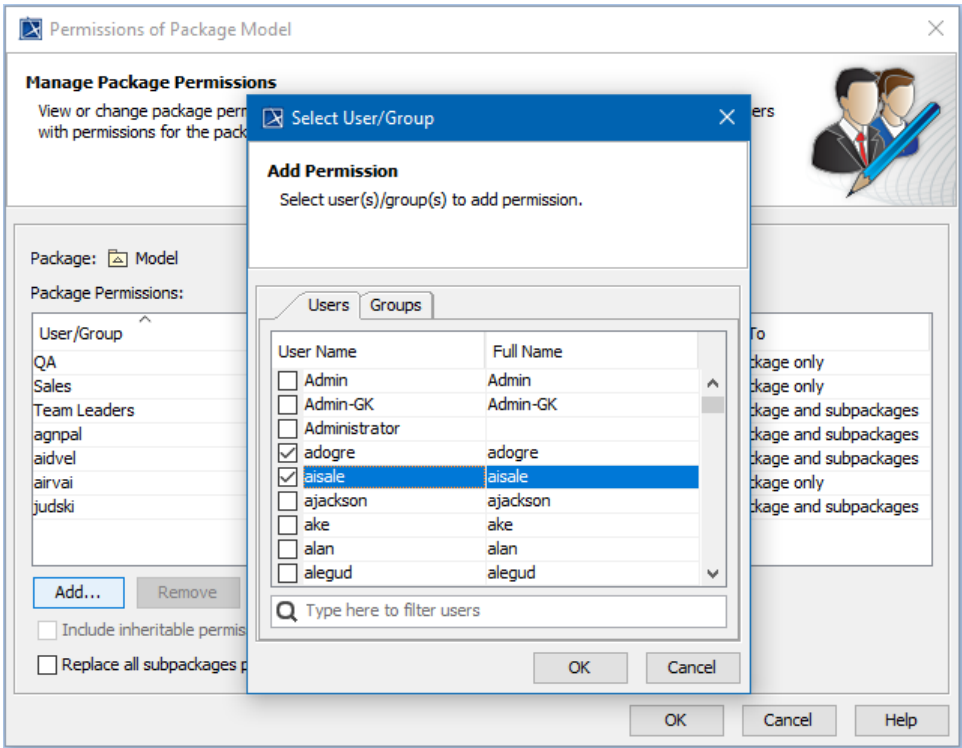 Permissions of Package Model
Manage Package Permissions
View or change package perm
ers
with permissions for the pack
Select User/Group
Add Permission
Select user(s)/group(s) to add permission.
Package: Model
Package Permissions:
Users Groups
User/Group
To
User Name Full Name
QA
kage only
Admin Admin
Sales
kage only
Admin-GK Admin-GK
Team Leaders
kage and subpackages
Administrator
agnpal
kage and subpackages
adogre adogre
aidvel
kage and subpackages
aisale aisale
airvai
kage only
ajackson ajackson
judski
kage and subpackages
ake ake
alan alan
alegud alegud
Add... Remove
Type here to filter users
Include inheritable permis
Replace all subpackages p
OK Cancel
OK Cancel Help